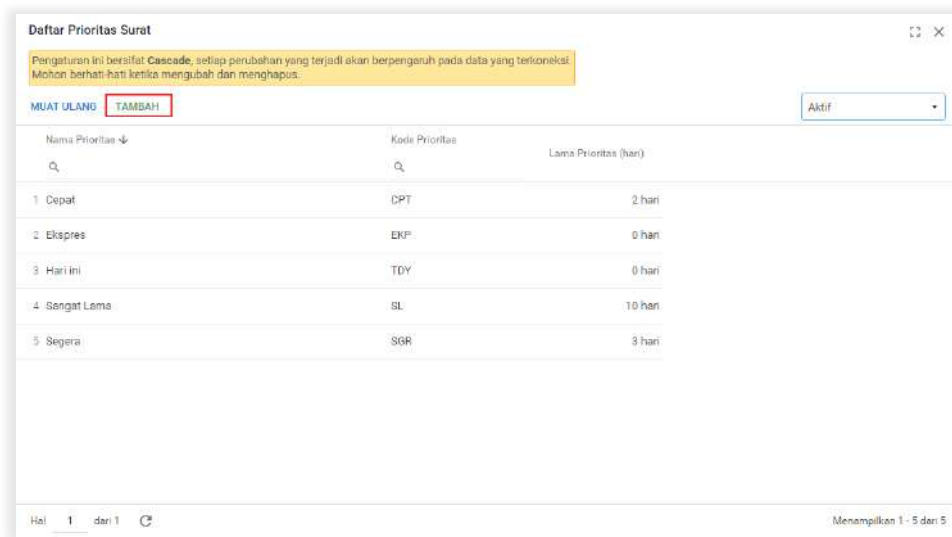 Daftar Prioritas Surat
Pengaturan ini bersifat Cascade, setiap perubahan yang terjadi akan berpengaruh pada data yang terkoneksi.
Mohon berhati-hati ketika mengubah dan menghapus.
MUAT ULANG TAMBAH Aktif
Nama Prioritas Kode Prioritas Lama Prioritas (hari)
1 Cepat CPT 2 hari
2 Ekspres EKP 0 hari
3 Hari ini TDY 0 hari
4 Sangat Lama SL 10 hari
5 Segera SGR 3 hari
Hal 1 dari 1 Menampilkan 1 - 5 dari 5